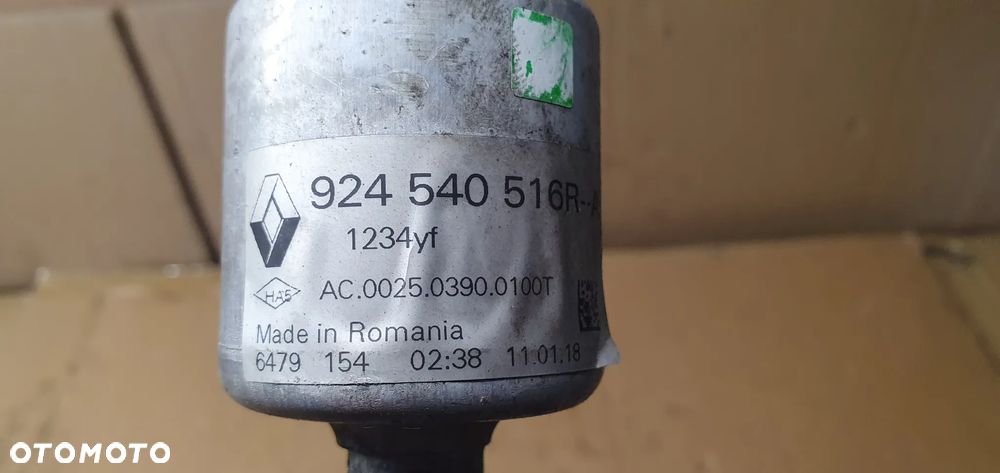 924 540 516R--A
1234yf
HA5
AC.0025.0390.0100T
Made in Romania
6479 154 02:38 11.01.18
OTOMOTO